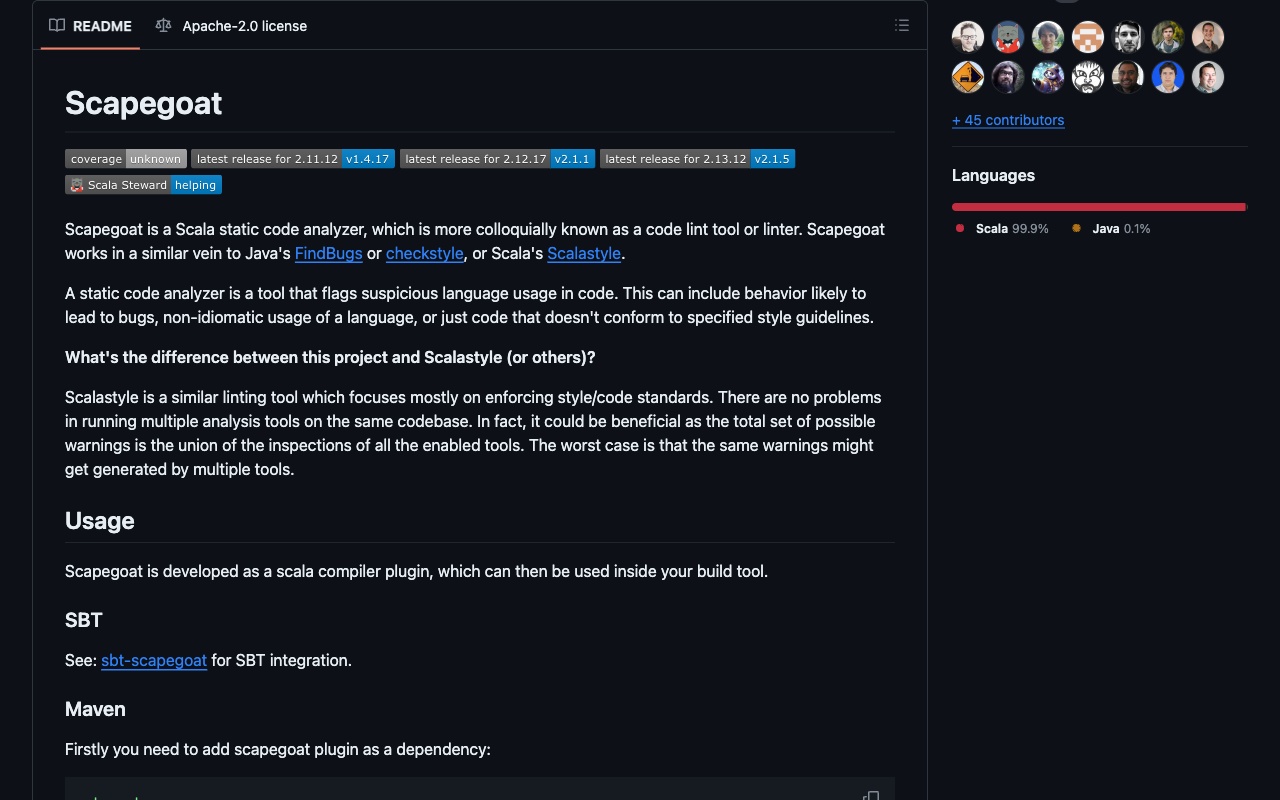 README
Apache-2.0 license
Scapegoat
coverage unknown
latest release for 2.11.12 v1.4.17
latest release for 2.12.17 v2.1.1
latest release for 2.13.12 v2.1.5
Scala Steward helping
Scapegoat is a Scala static code analyzer, which is more colloquially known as a code lint tool or linter. Scapegoat
works in a similar vein to Java's FindBugs or checkstyle, or Scala's Scalastyle.
A static code analyzer is a tool that flags suspicious language usage in code. This can include behavior likely to
lead to bugs, non-idiomatic usage of a language, or just code that doesn't conform to specified style guidelines.
What's the difference between this project and Scalastyle (or others)?
Scalastyle is a similar linting tool which focuses mostly on enforcing style/code standards. There are no problems
in running multiple analysis tools on the same codebase. In fact, it could be beneficial as the total set of possible
warnings is the union of the inspections of all the enabled tools. The worst case is that the same warnings might
get generated by multiple tools.
Usage
Scapegoat is developed as a scala compiler plugin, which can then be used inside your build tool.
SBT
See: sbt-scapegoat for SBT integration.
Maven
Firstly you need to add scapegoat plugin as a dependency:
+ 45 contributors
Languages
Scala 99.9%
Java 0.1%